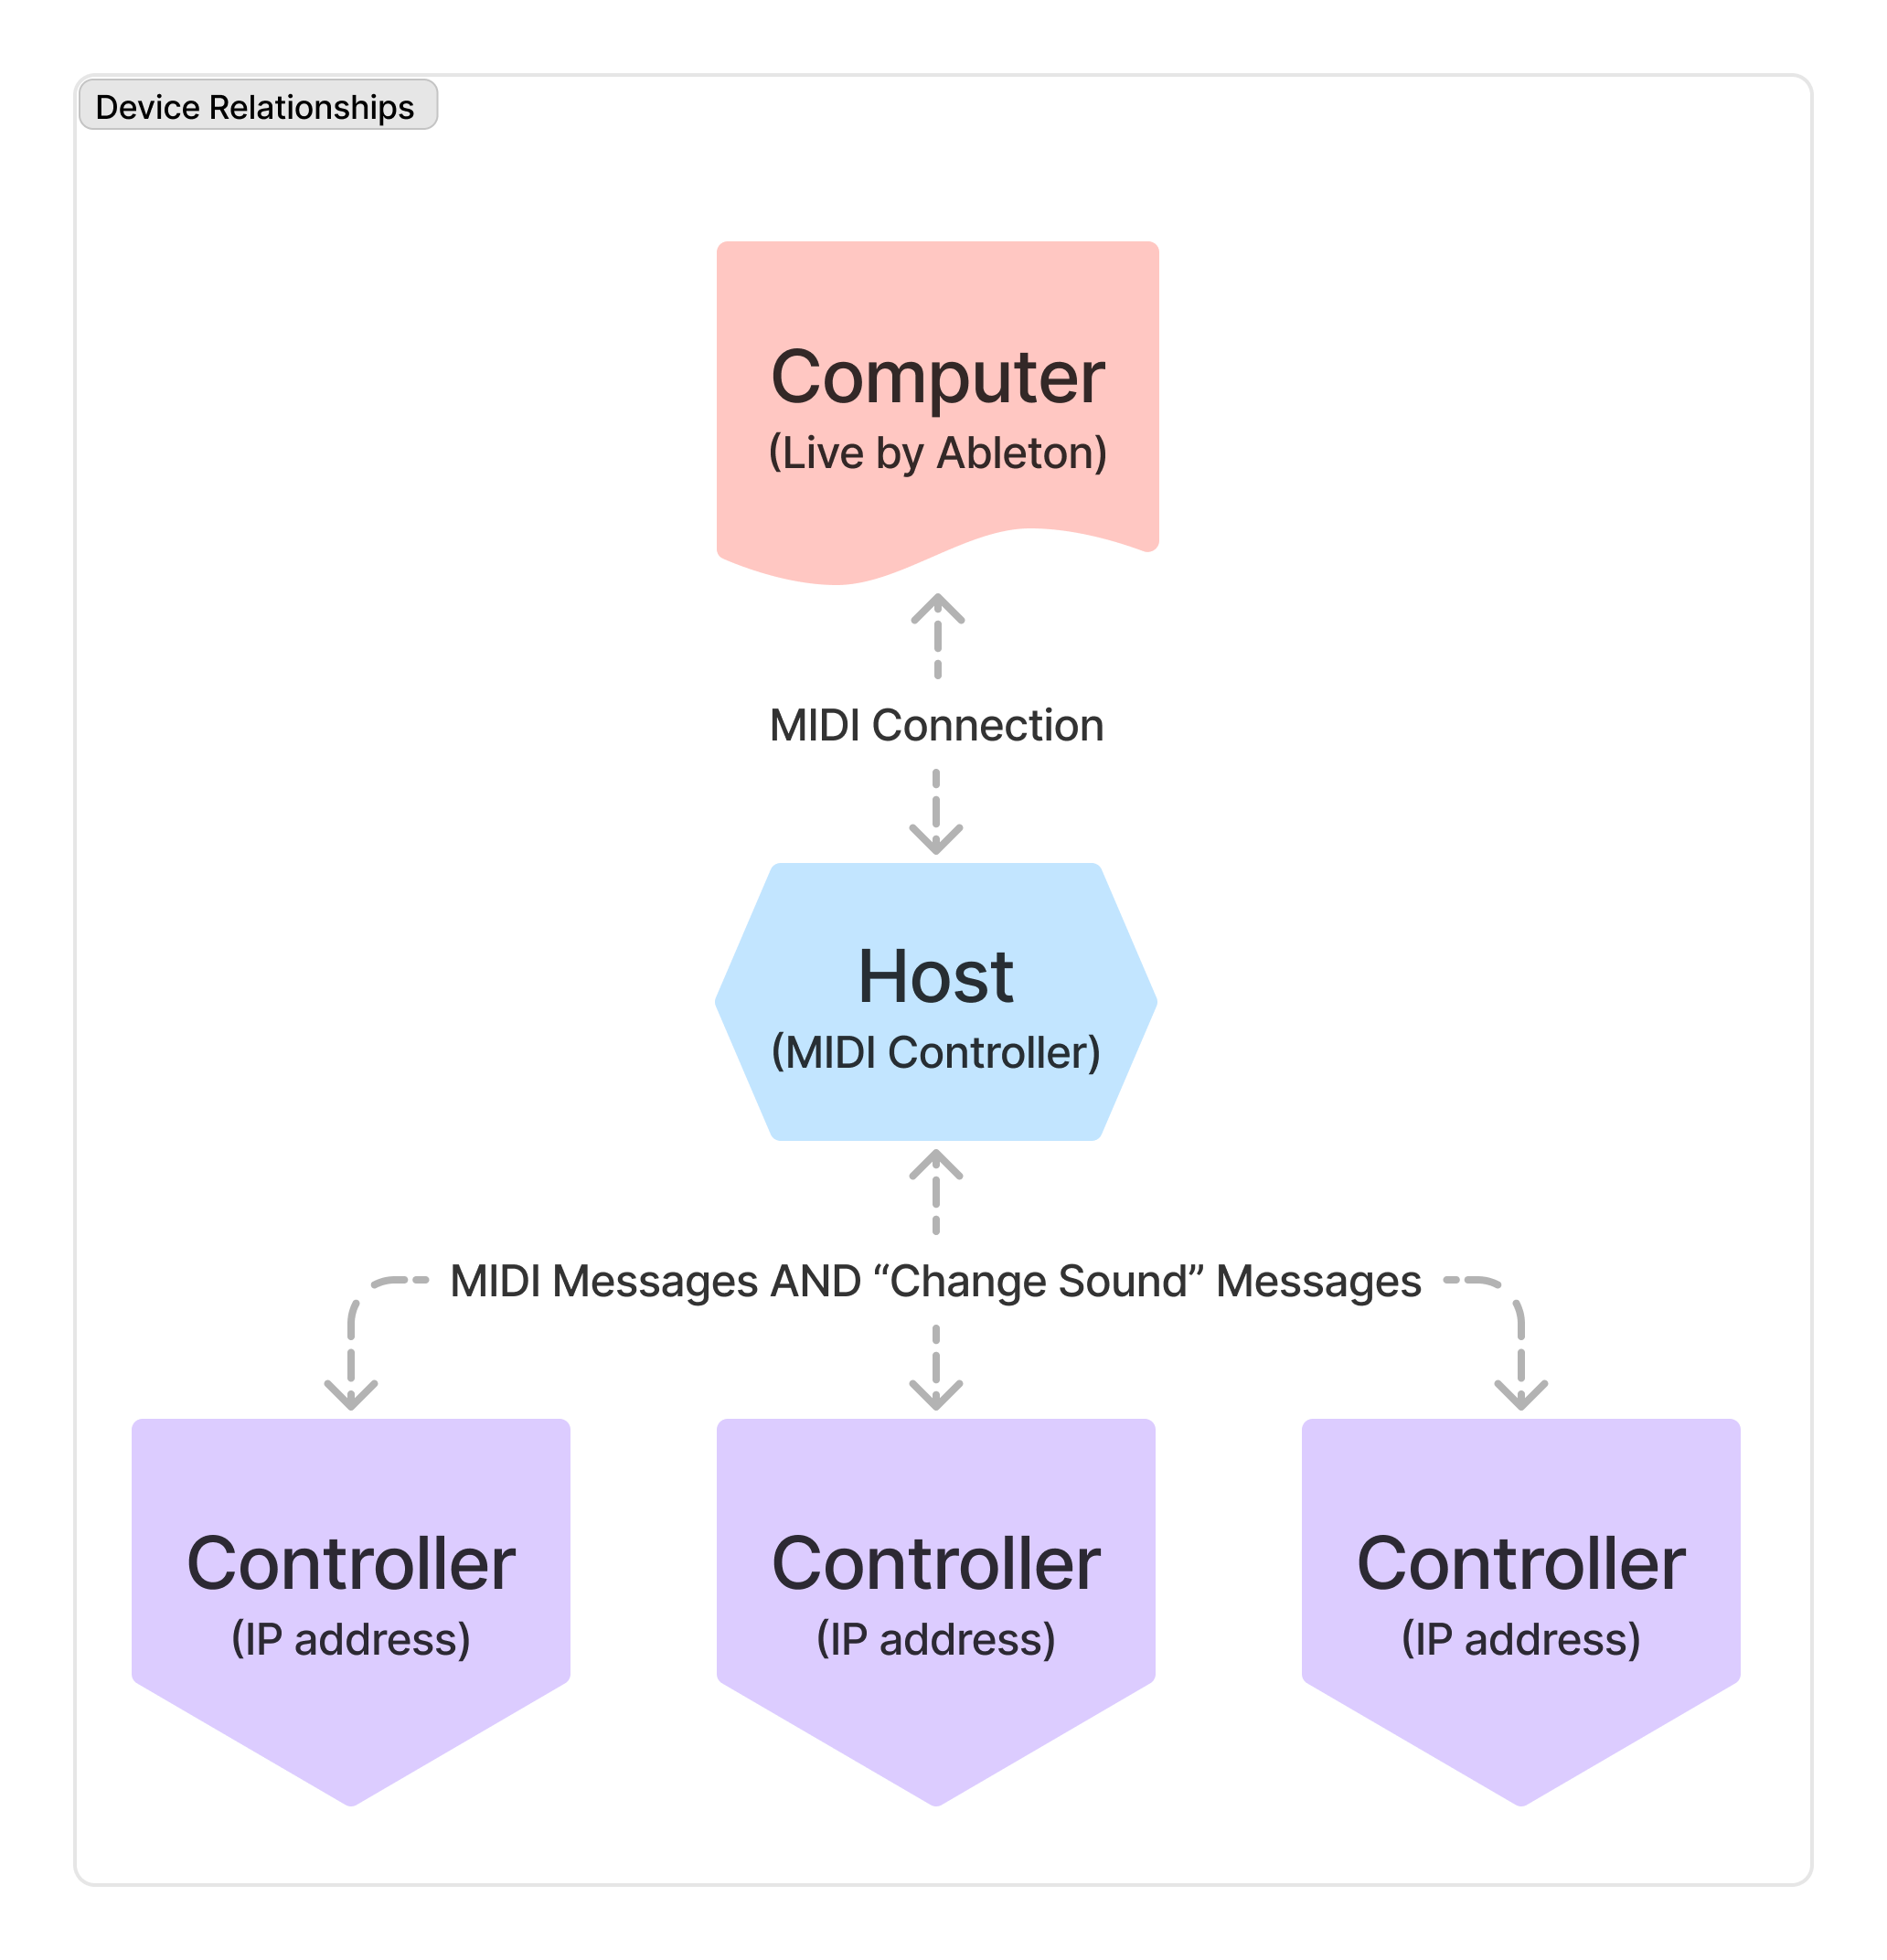 Device Relationships
Computer
(Live by Ableton)
MIDI Connection
Host
(MIDI Controller)
MIDI Messages AND “Change Sound” Messages
Controller
(IP address)
Controller
(IP address)
Controller
(IP address)